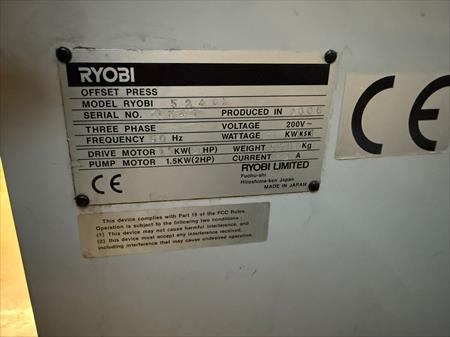 RYOBI
OFFSET PRESS
MODEL RYOBI
SERIAL NO. PRODUCED IN
THREE PHASE VOLTAGE 200V~
FREQUENCY Hz WATTAGE KW
DRIVE MOTOR KW( HP) WEIGHT Kg
PUMP MOTOR 1.5KW(2HP) CURRENT A
CE
RYOBI LIMITED
Fuchu-shi
Hiroshima-ken Japan
MADE IN JAPAN
CE
This device complies with Part 15 of the FCC Rules.
Operation is subject to the following two conditions:
(1) This device may not cause harmful interference, and
(2) this device must accept any interference received,
including interference that may cause undesired operation.